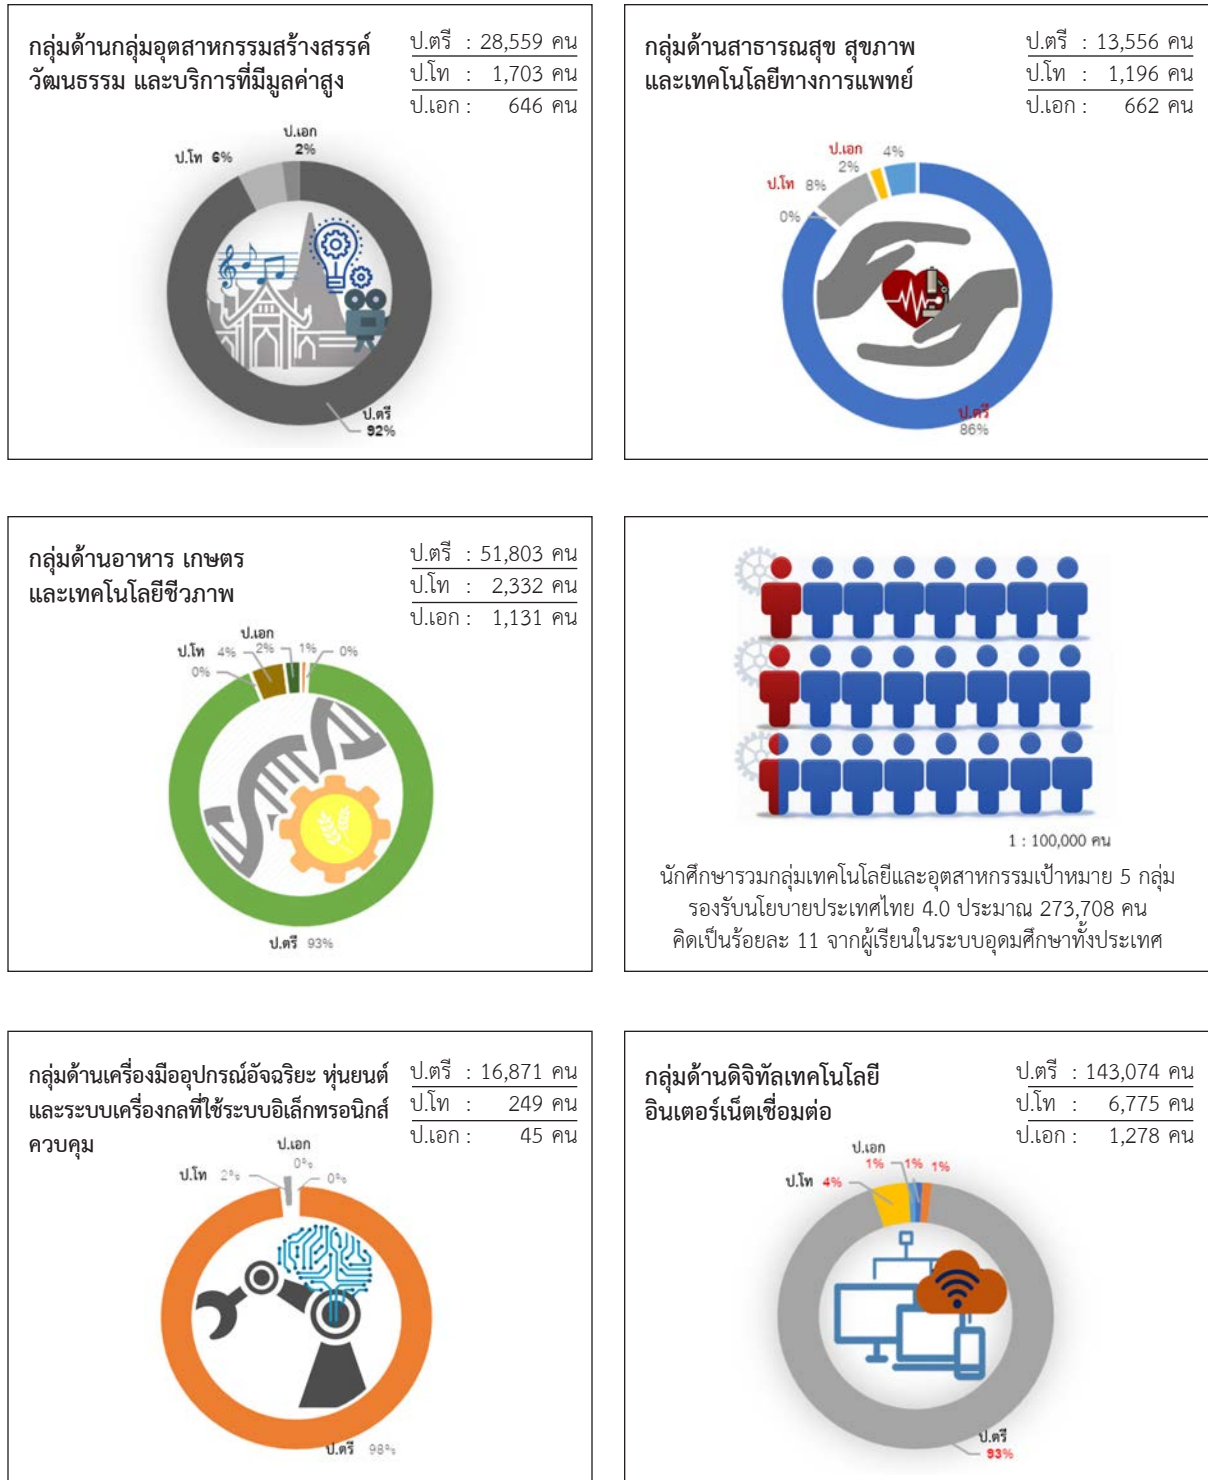 กลุ่มด้านกลุ่มอุตสาหกรรมสร้างสรรค์
วัฒนธรรม และบริการที่มีมูลค่าสูง
ป.ตรี : 28,559 คน
ป.โท : 1,703 คน
ป.เอก : 646 คน
ป.เอก
2%
ป.โท 6%
ป.ตรี
92%
กลุ่มด้านสาธารณสุข สุขภาพ
และเทคโนโลยีทางการแพทย์
ป.ตรี : 13,556 คน
ป.โท : 1,196 คน
ป.เอก : 662 คน
ป.เอก 4%
2%
ป.โท 8%
0%
ป.ตรี
86%
กลุ่มด้านอาหาร เกษตร
และเทคโนโลยีชีวภาพ
ป.ตรี : 51,803 คน
ป.โท : 2,332 คน
ป.เอก : 1,131 คน
ป.เอก
ป.โท 4% 2% 1% 0%
0%
ป.ตรี 93%
1 : 100,000 คน
นักศึกษารวมกลุ่มเทคโนโลยีและอุตสาหกรรมเป้าหมาย 5 กลุ่ม
รองรับนโยบายประเทศไทย 4.0 ประมาณ 273,708 คน
คิดเป็นร้อยละ 11 จากผู้เรียนในระบบอุดมศึกษาทั้งประเทศ
กลุ่มด้านเครื่องมืออุปกรณ์อัจฉริยะ หุ่นยนต์
และระบบเครื่องกลที่ใช้ระบบอิเล็กทรอนิกส์
ควบคุม
ป.ตรี : 16,871 คน
ป.โท : 249 คน
ป.เอก : 45 คน
ป.เอก
0%
ป.โท 2% 0%
ป.ตรี 98%
กลุ่มด้านดิจิทัลเทคโนโลยี
อินเตอร์เน็ตเชื่อมต่อ
ป.ตรี : 143,074 คน
ป.โท : 6,775 คน
ป.เอก : 1,278 คน
ป.เอก
1% 1% 1%
ป.โท 4%
ป.ตรี
93%